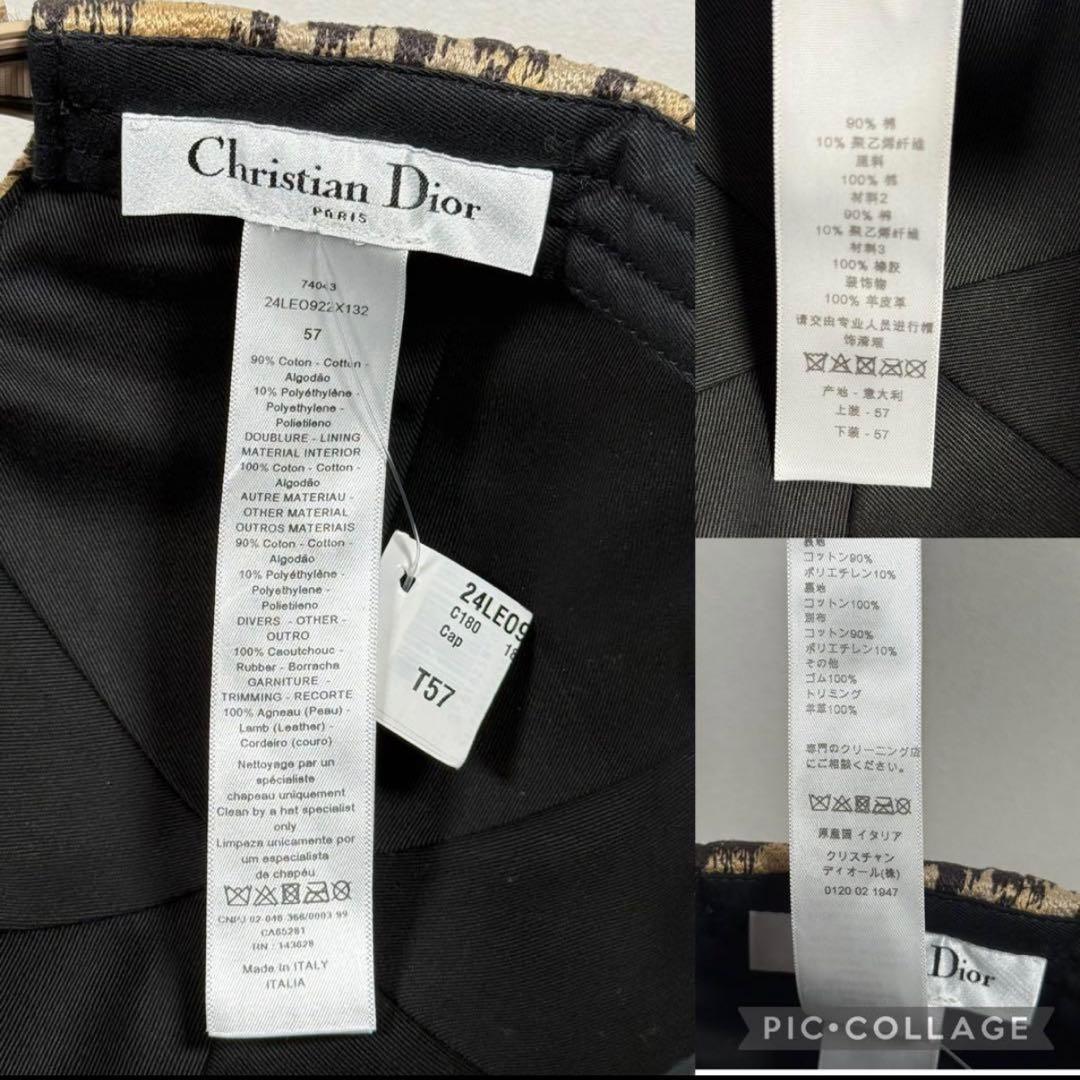 Christian Dior
PARIS
24LEO922X132
57
90% Coton - Cotton -
Algodão
10% Polyéthylène -
Polyethylene -
Polietileno
DOUBLURE - LINING
MATERIAL INTERIOR
100% Coton - Cotton -
Algodão
AUTRE MATERIAU -
OTHER MATERIAL
OUTROS MATERIAIS
90% Coton - Cotton -
Algodão
10% Polyéthylène -
Polyethylene -
Polietileno
DIVERS - OTHER -
OUTRO
100% Caoutchouc -
Rubber - Borracha
GARNITURE -
TRIMMING - RECORTE
100% Agneau (Peau) -
Lamb (Leather) -
Cordeiro (couro)
Nettoyage par un
spécialiste
chapeau uniquement
Clean by a hat specialist
only
Limpeza unicamente por
um especialista
de chapéu
CNPJ 02-046 366/0003 99
CA65281
RN : 143628
Made in ITALY
ITALIA
24LEO9
C180
Cap
T57
90% 棉
10% 聚乙烯纤维
里料
100% 棉
材料2
90% 棉
10% 聚乙烯纤维
材料3
100% 橡胶
装饰物
100% 羊皮革
请交由专业人员进行帽
饰清理
产地 - 意大利
上装 - 57
下装 - 57
表地
コットン90%
ポリエチレン10%
裏地
コットン100%
別布
コットン90%
ポリエチレン10%
その他
ゴム100%
トリミング
羊革100%
専門のクリーニング店
にご相談ください。
原産国 イタリア
クリスチャン
ディオール(株)
0120 02 1947
Dior
PIC•COLLAGE